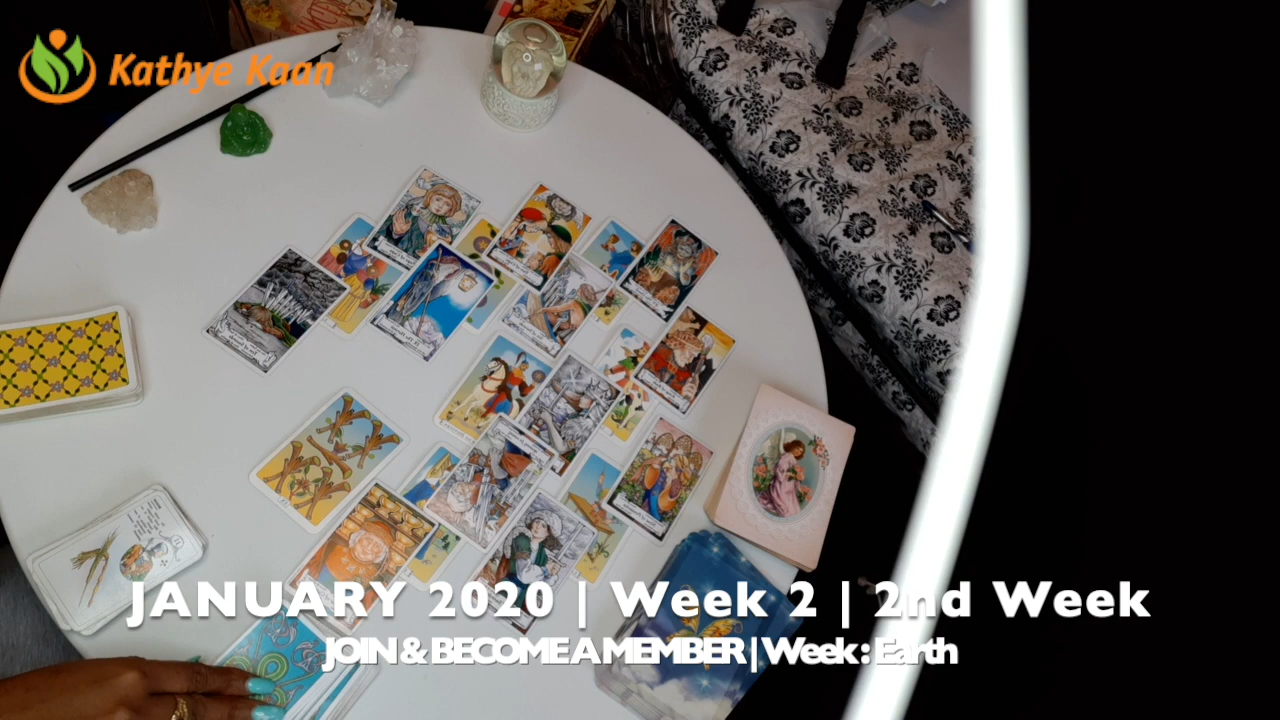 Kathye Kaan
JANUARY 2020 | Week 2 | 2nd Week
JOIN & BECOME A MEMBER | Week : Earth